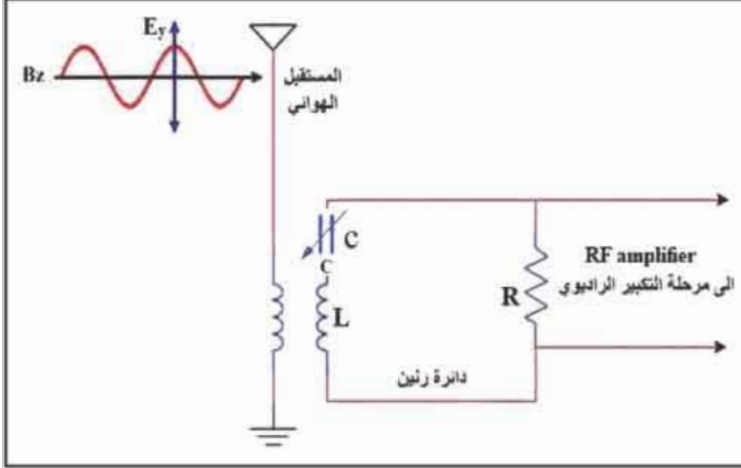 Ey
Bz
المستقبل
الهوائي
C
C
L
R
RF amplifier
الى مرحلة التكبير الراديوي
دائرة رنين